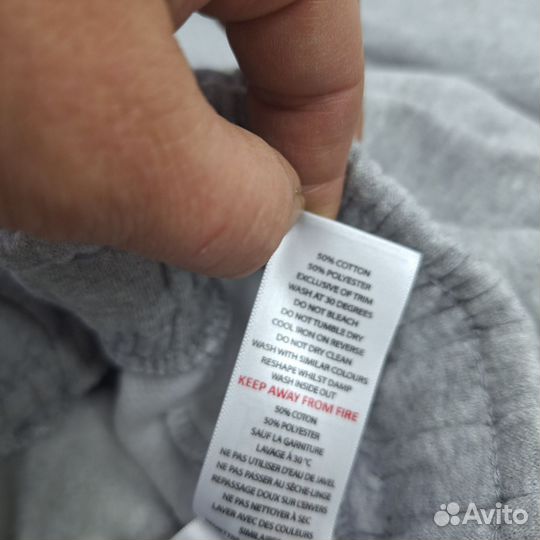 50% COTTON
50% POLYESTER
EXCLUSIVE OF TRIM
WASH AT 30 DEGREES
DO NOT BLEACH
DO NOT TUMBLE DRY
COOL IRON ON REVERSE
DO NOT DRY CLEAN
WASH WITH SIMILAR COLOURS
RESHAPE WHILST DAMP
WASH INSIDE OUT
KEEP AWAY FROM FIRE
50% COTON
50% POLYESTER
SAUF LA GARNITURE
LAVAGE À 30 °C
NE PAS UTILISER D'EAU DE JAVEL
NE PAS PASSER AU SÈCHE-LINGE
REPASSAGE DOUX SUR L'ENVERS
NE PAS NETTOYER À SEC
LAVER AVEC DES COULEURS
Avito